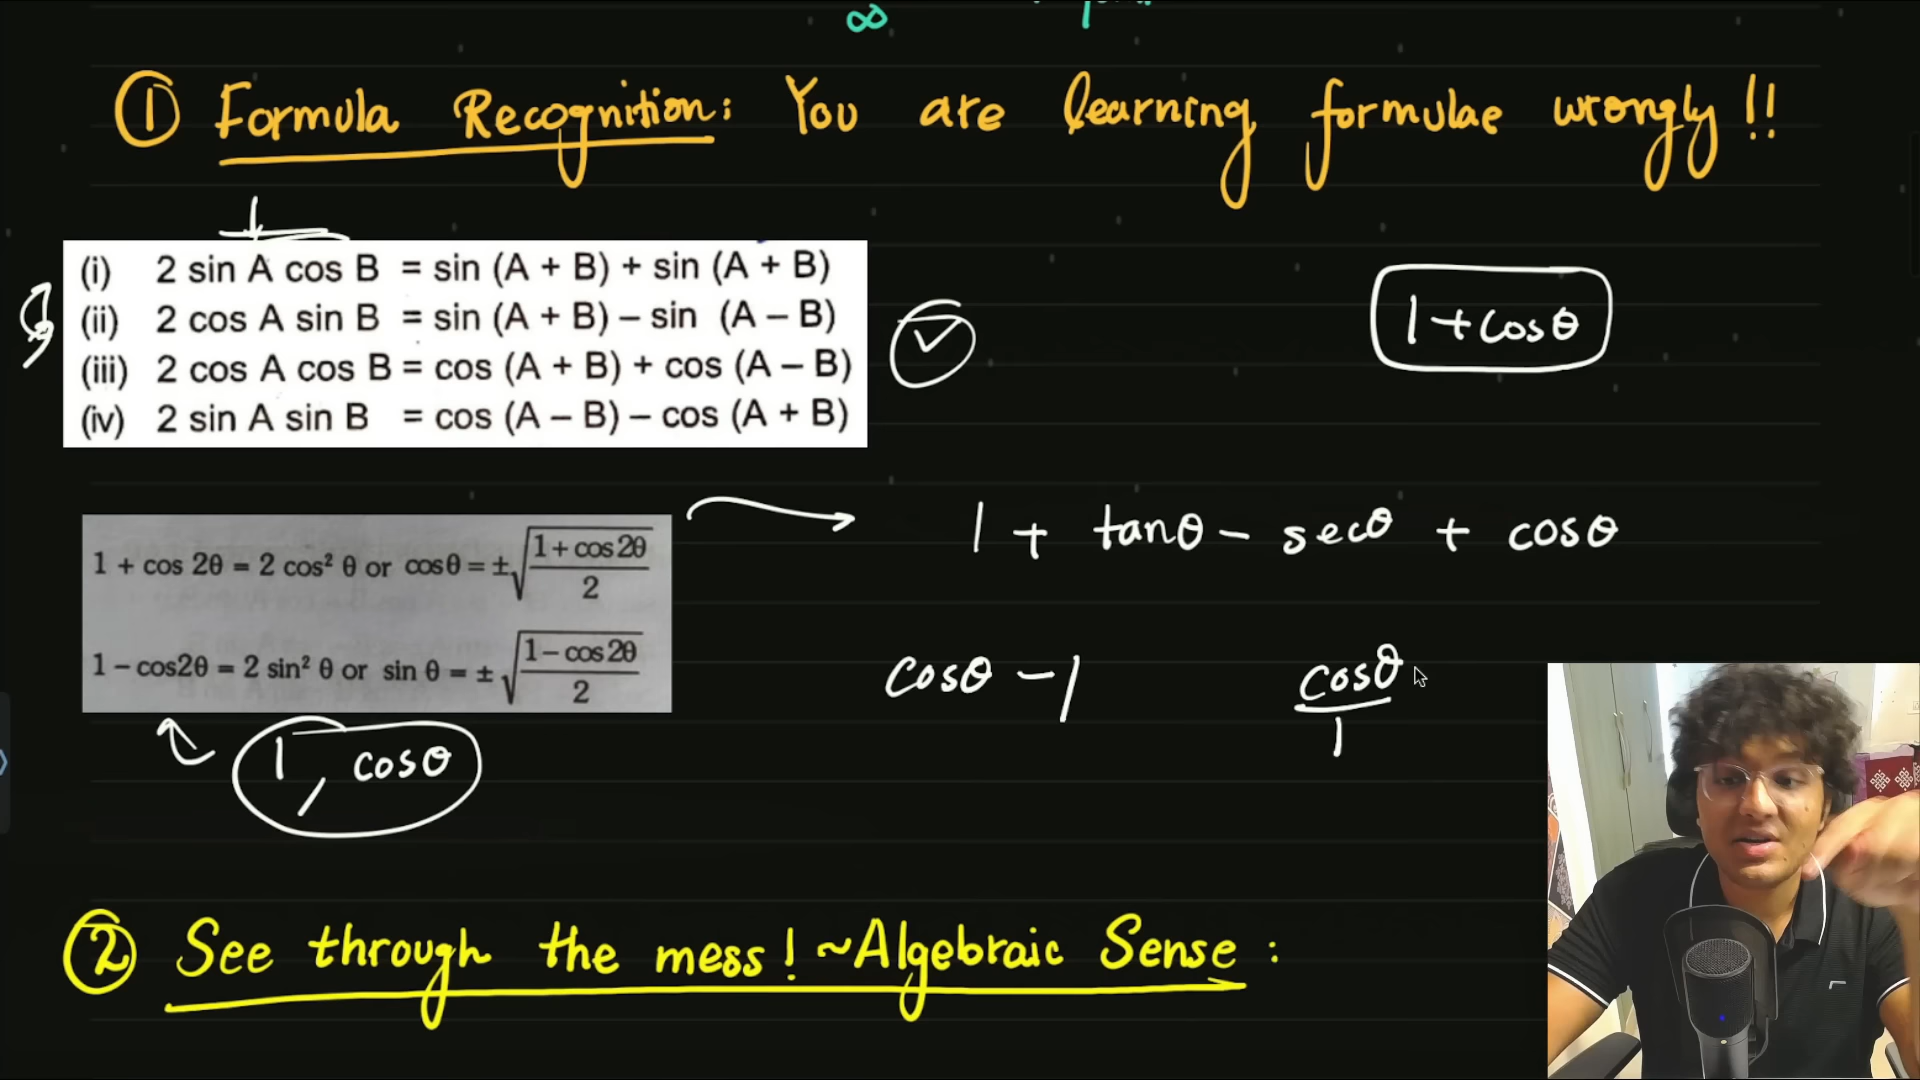 ∞
① Formula Recognition: You are learning formulae wrongly!!
(i) 2 sin A cos B = sin (A + B) + sin (A + B)
(ii) 2 cos A sin B = sin (A + B) – sin (A – B)
(iii) 2 cos A cos B = cos (A + B) + cos (A – B)
(iv) 2 sin A sin B = cos (A – B) – cos (A + B)
1 + cosθ
1 + cos 2θ = 2 cos² θ or cosθ = ±√((1 + cos 2θ)/2)
1 – cos2θ = 2 sin² θ or sin θ = ±√((1 – cos 2θ)/2)
1 + tanθ – secθ + cosθ
cosθ – 1
cosθ/1
1, cosθ
② See through the mess! ~Algebraic Sense :